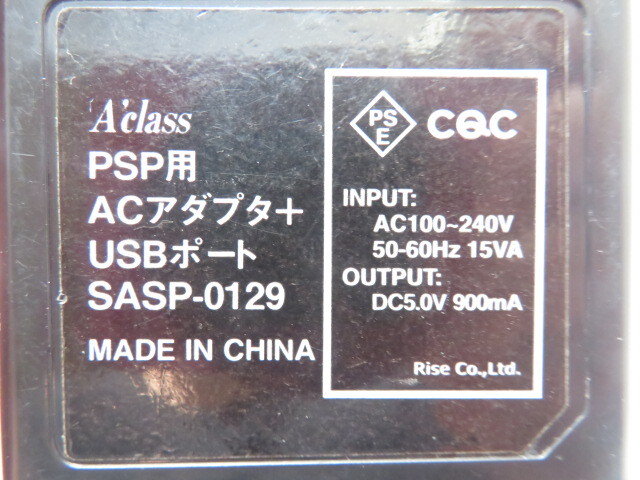 A'class
PSP用
ACアダプタ+
USBポート
SASP-0129
MADE IN CHINA
PS
E
CQC
INPUT:
AC100~240V
50-60Hz 15VA
OUTPUT:
DC5.0V 900mA
Rise Co.,Ltd.